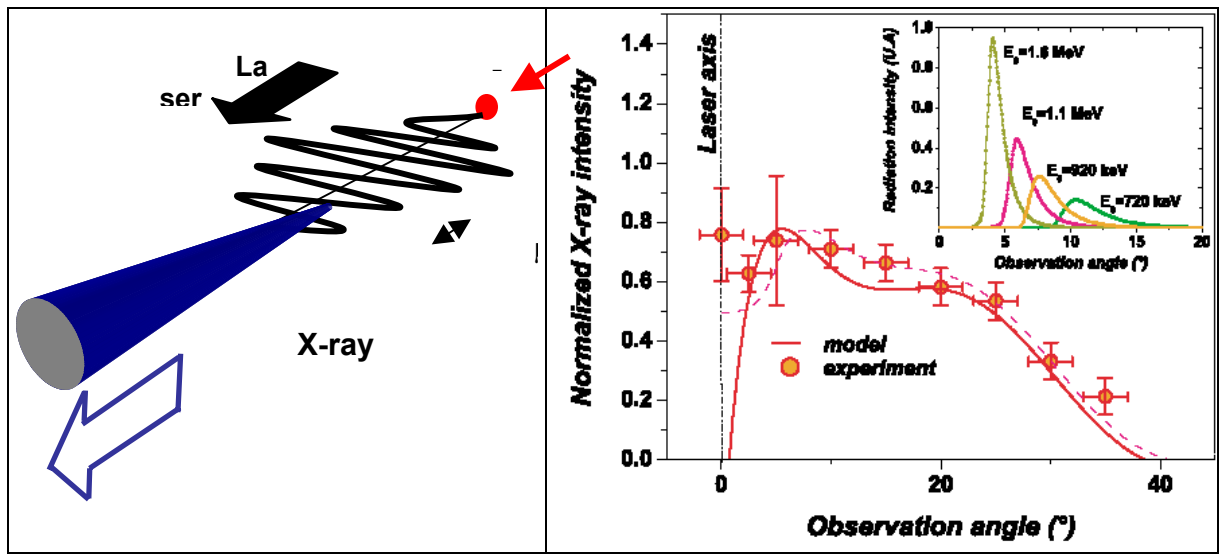 La
ser
X-ray
Normalized X-ray intensity
1.4
1.2
1.0
0.8
0.6
0.4
0.2
0.0
Laser axis
model
experiment
0
20
40
Observation angle (°)
Radiation intensity (U.A)
1.0
0.8
0.6
0.4
0.2
E₀=1.6 MeV
E₀=1.1 MeV
E₀=920 keV
E₀=720 keV
0
5
10
15
20
Observation angle (°)